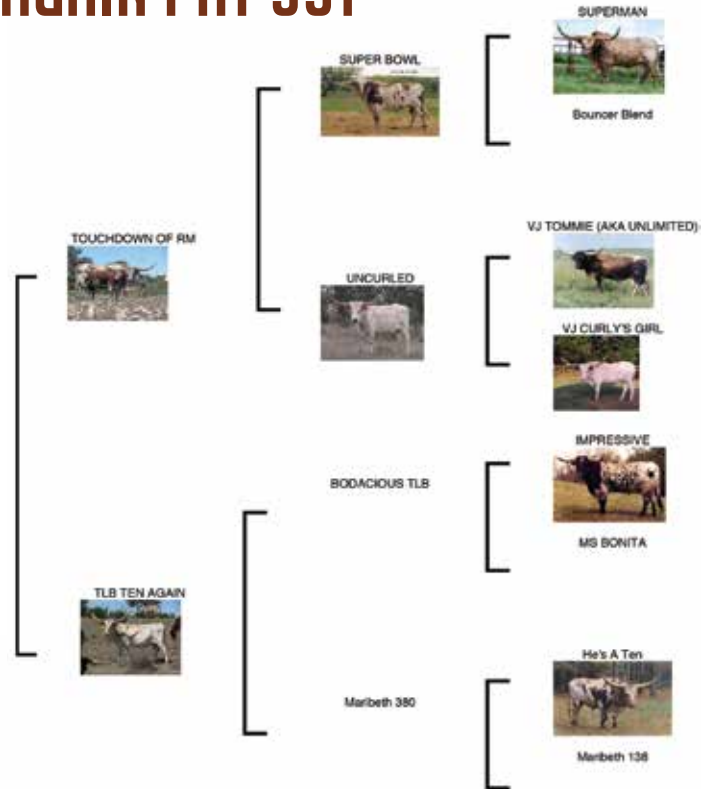 SUPERMAN
SUPER BOWL
Bouncer Blend
VJ TOMMIE (AKA UNLIMITED)
TOUCHDOWN OF RM
UNCURLED
VJ CURLY'S GIRL
IMPRESSIVE
BODACIOUS TLB
MS BONITA
TLB TEN AGAIN
He's A Ten
Maribeth 380
Maribeth 138